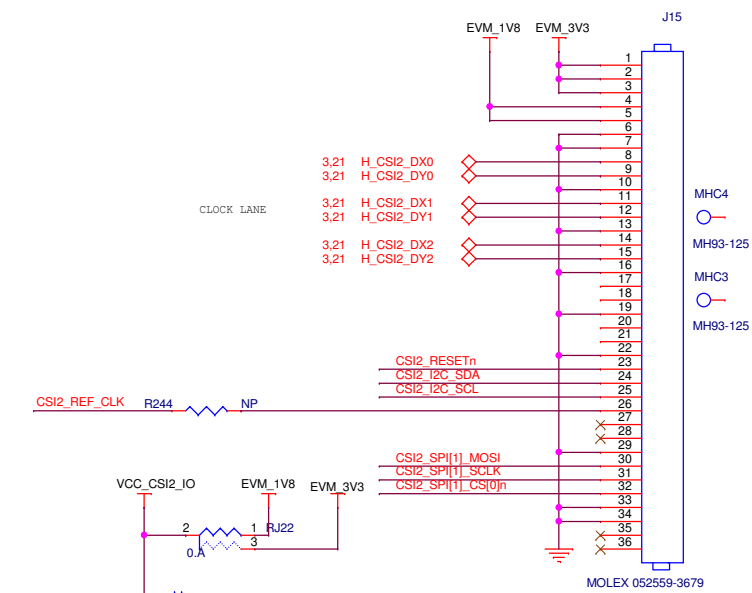 J15
EVM_1V8 EVM_3V3
1
2
3
4
5
6
7
3,21 H_CSI2_DX0 8
3,21 H_CSI2_DY0 9
10
3,21 H_CSI2_DX1 11
CLOCK LANE
3,21 H_CSI2_DY1 12
13
3,21 H_CSI2_DX2 14
3,21 H_CSI2_DY2 15
16
17
18
19
20
21
22
MHC4
MH93-125
MHC3
MH93-125
CSI2_RESETn 23
CSI2_I2C_SDA 24
CSI2_I2C_SCL 25
CSI2_REF_CLK R244 NP 26
27
28
29
CSI2_SPI[1]_MOSI 30
CSI2_SPI[1]_SCLK 31
CSI2_SPI[1]_CS[0]n 32
33
34
35
36
VCC_CSI2_IO EVM_1V8 EVM_3V3
2 1 RJ22
3
0.A
MOLEX 052559-3679